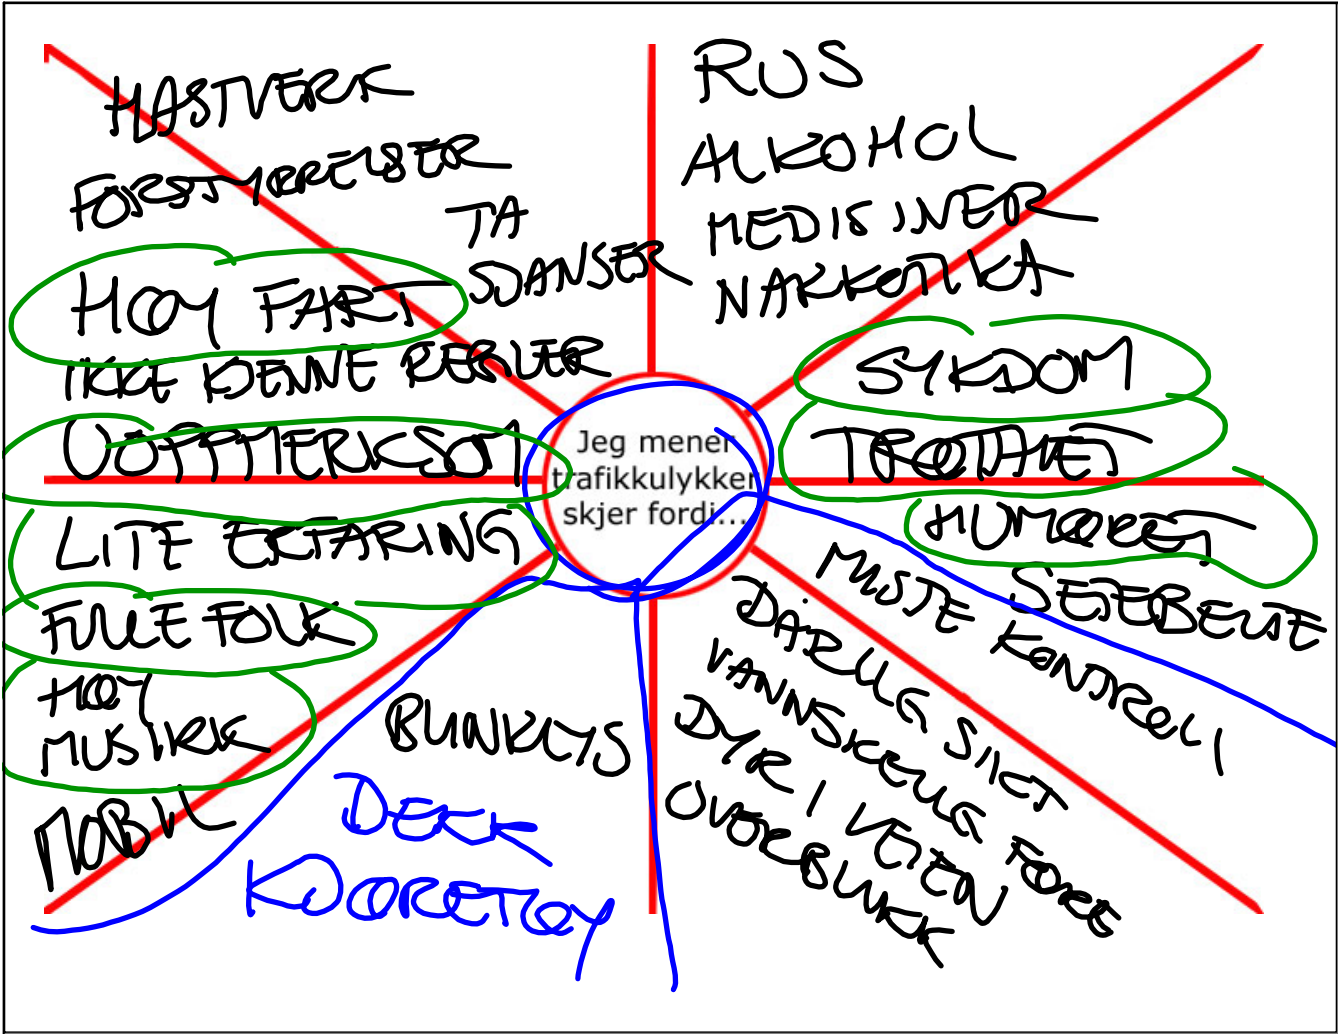 HASTVERK
FORSTYRRELSER
TA
SJANSER
HØY FART
IKKE KJENNE REGLER
UOPPMERKSOM
LITE ERFARING
FULLE FOLK
HØY
MUSIKK
MOBIL
RUS
ALKOHOL
MEDISINER
NARKOTIKA
SYKDOM
TRØTTHET
HUMØRET
SETEBELTE
MISTE KONTROLL
Jeg mener
trafikkulykker
skjer fordi...
DÅRLIG SIKT
VANNSKELIG FØRE
DYR I VEIEN
OVERBLIKK
BLINKLYS
DEKK
KJØRETØY